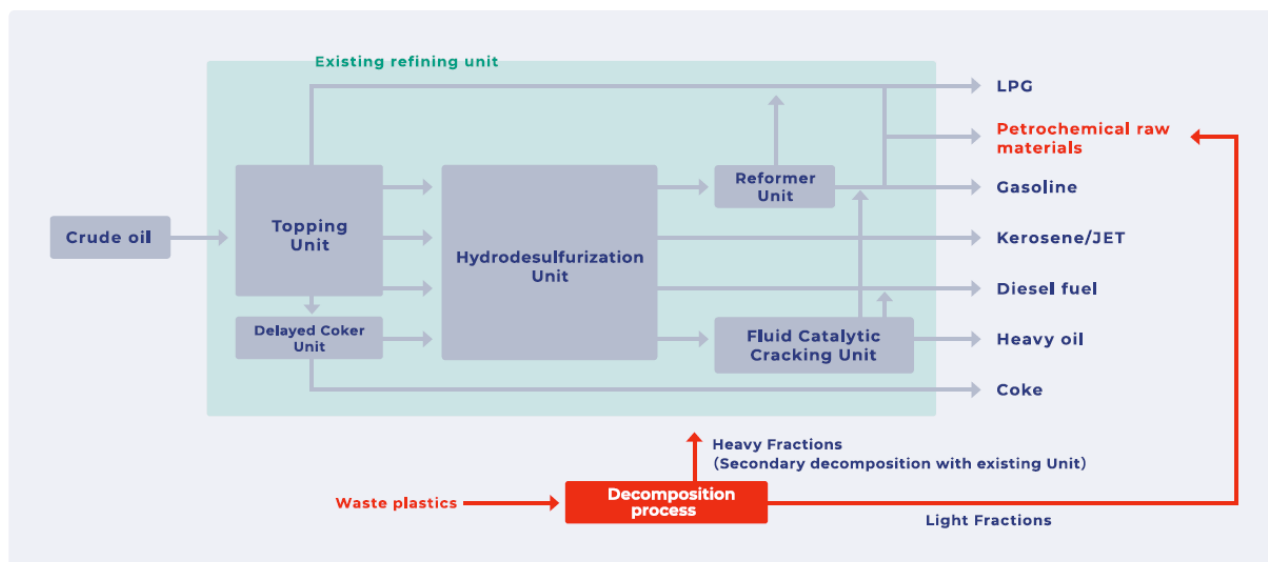 Existing refining unit
LPG
Petrochemical raw
materials
Reformer
Unit
Gasoline
Crude oil
Topping
Unit
Hydrodesulfurization
Unit
Kerosene/JET
Diesel fuel
Delayed Coker
Unit
Fluid Catalytic
Cracking Unit
Heavy oil
Coke
Heavy Fractions
(Secondary decomposition with existing Unit)
Waste plastics
Decomposition
process
Light Fractions